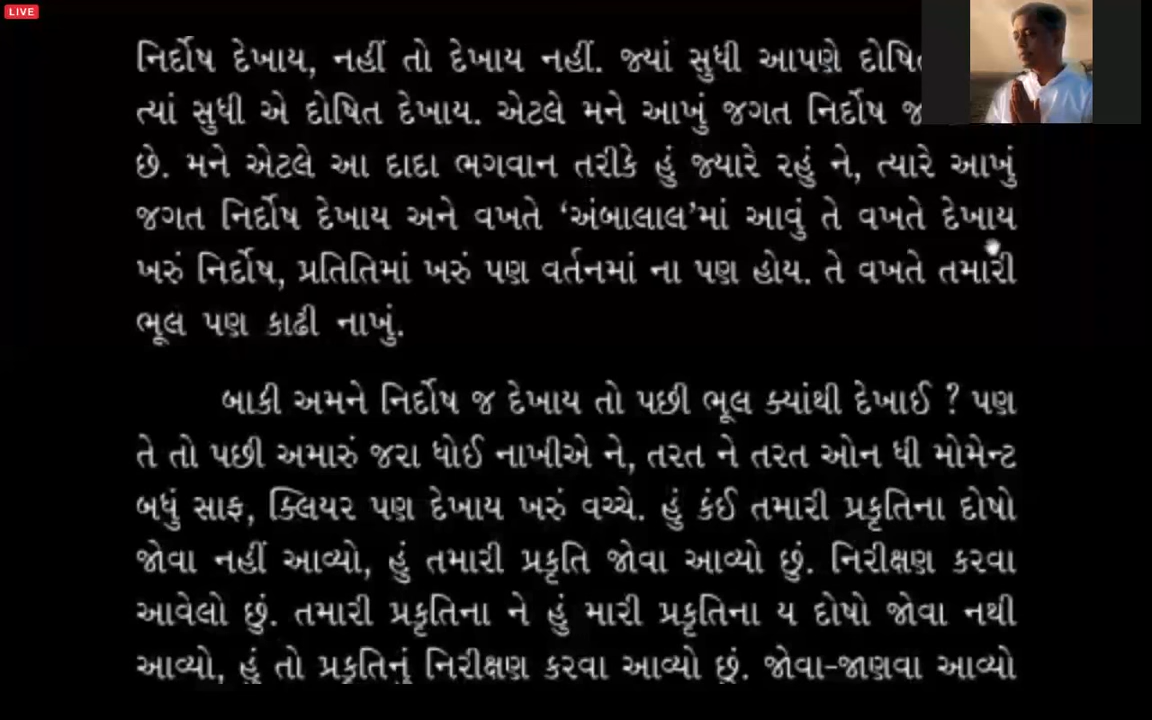 LIVE
નિર્દોષ દેખાય, નહીં તો દેખાય નહીં. જ્યાં સુધી આપણે
ત્યાં સુધી એ દોષિત દેખાય. એટલે મને આખું જગત નિર્દોષ
છે. મને એટલે આ દાદા ભગવાન તરીકે હું જ્યારે રહું ને, ત્યારે આખું
જગત નિર્દોષ દેખાય અને વખતે ‘અંબાલાલ’માં આવું તે વખતે દેખાય
ખરું નિર્દોષ, પ્રતિતિમાં ખરું પણ વર્તનમાં ના પણ હોય. તે વખતે તમારી
ભૂલ પણ કાઢી નાખું.
બાકી અમને નિર્દોષ જ દેખાય તો પછી ભૂલ ક્યાંથી દેખાઈ ? પણ
તે તો પછી અમારું જરા ધોઈ નાખીએ ને, તરત ને તરત ઓન ધી મોમેન્ટ
બધું સાફ, ક્લિયર પણ દેખાય ખરું વચ્ચે. હું કંઈ તમારી પ્રકૃતિના દોષો
જોવા નહીં આવ્યો, હું તમારી પ્રકૃતિ જોવા આવ્યો છું. નિરીક્ષણ કરવા
આવેલો છું. તમારી પ્રકૃતિના ને હું મારી પ્રકૃતિના ય દોષો જોવા નથી
આવ્યો, હું તો પ્રકૃતિનું નિરીક્ષણ કરવા આવ્યો છું. જોવા-જાણવા આવ્યો